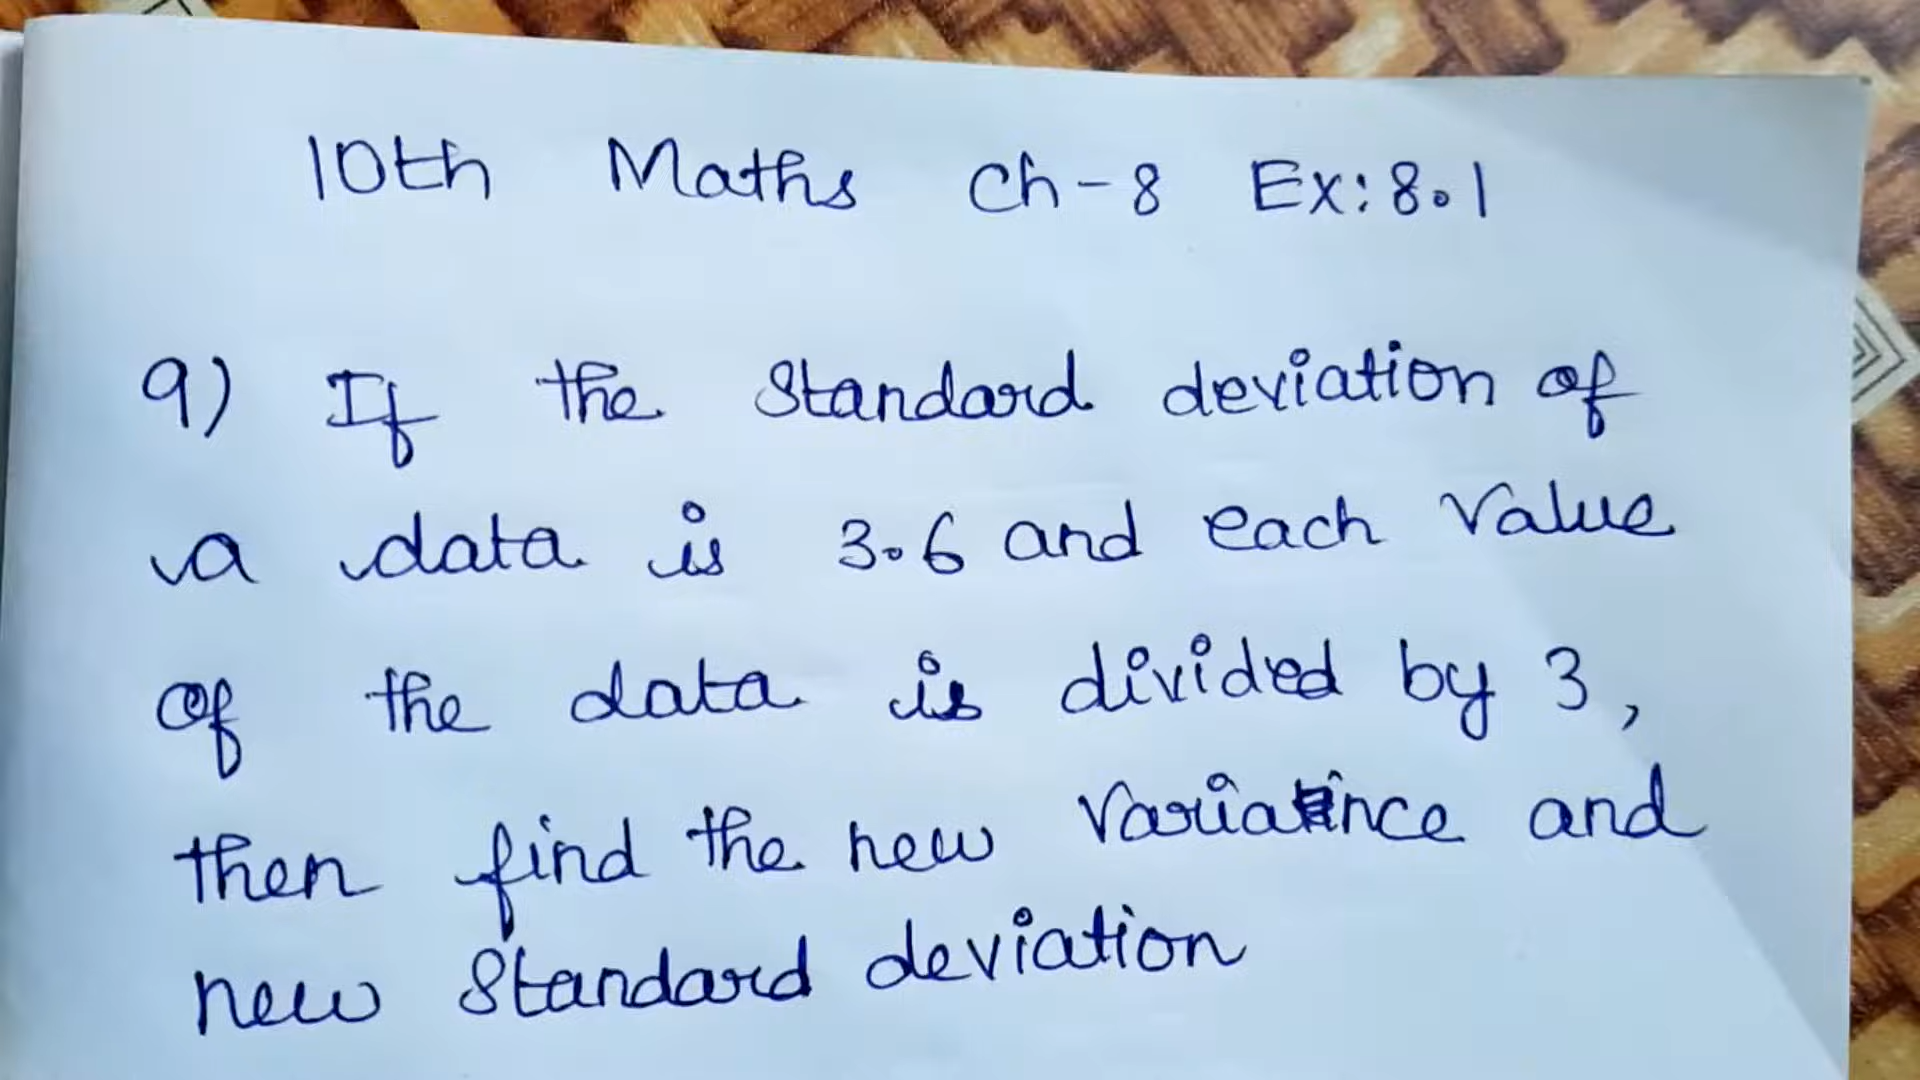 10th Maths Ch-8 Ex: 8.1
9) If the Standard deviation of
a data is 3.6 and each Value
of the data is divided by 3,
then find the new and
new Standard deviation